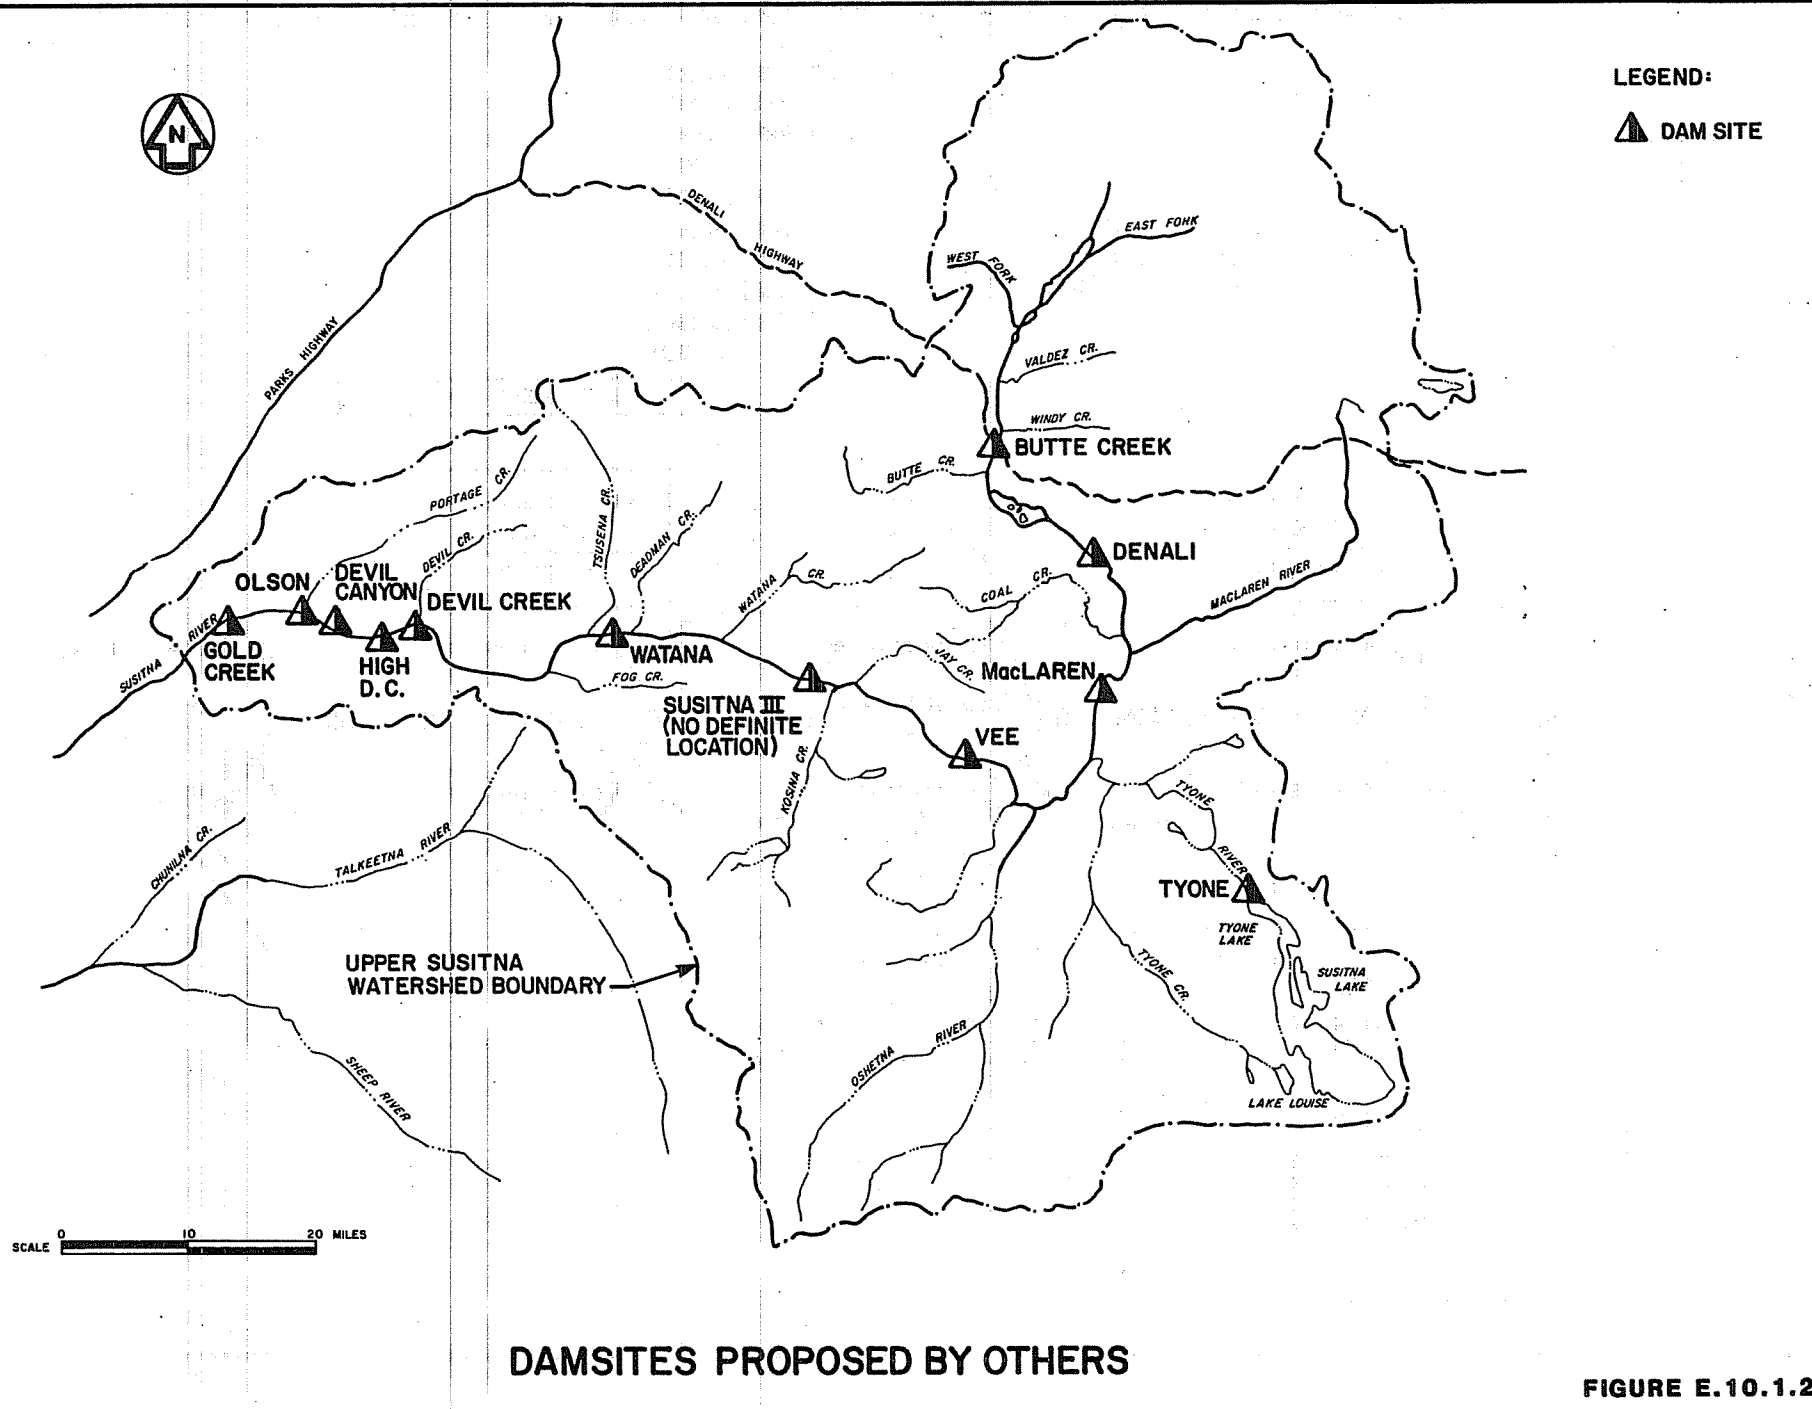 LEGEND:
DAM SITE
N
DENALI
HIGHWAY
PARKS HIGHWAY
WEST FORK
EAST FOHK
VALDEZ CR.
WINDY CR.
BUTTE CREEK
BUTTE CR.
PORTAGE CR.
DEVIL CR.
TSUSENA CR.
DEADMAN CR.
WATANA CR.
COAL CR.
DENALI
MACLAREN RIVER
OLSON
DEVIL
CANYON
DEVIL CREEK
SUSITNA RIVER
GOLD
CREEK
HIGH
D.C.
WATANA
FOG CR.
JAY CR.
MacLAREN
SUSITNA III
(NO DEFINITE
LOCATION)
VEE
KOSINA CR.
TYONE RIVER
CHUNILNA CR.
TALKEETNA RIVER
TYONE
TYONE
LAKE
TYONE CR.
SUSITNA
LAKE
UPPER SUSITNA
WATERSHED BOUNDARY
OSHETNA RIVER
SHEEP RIVER
LAKE LOUISE
SCALE 0 10 20 MILES
DAMSITES PROPOSED BY OTHERS
FIGURE E.10.1.2